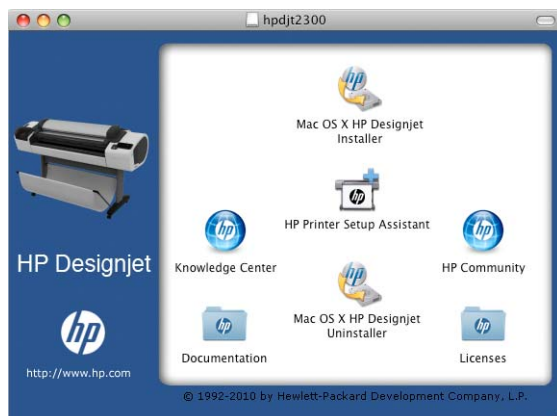 hpdjt2300
Mac OS X HP Designjet
Installer
HP Printer Setup Assistant
Knowledge Center
HP Community
HP Designjet
Mac OS X HP Designjet
Uninstaller
Documentation
Licenses
hp
http://www.hp.com
© 1992-2010 by Hewlett-Packard Development Company, L.P.